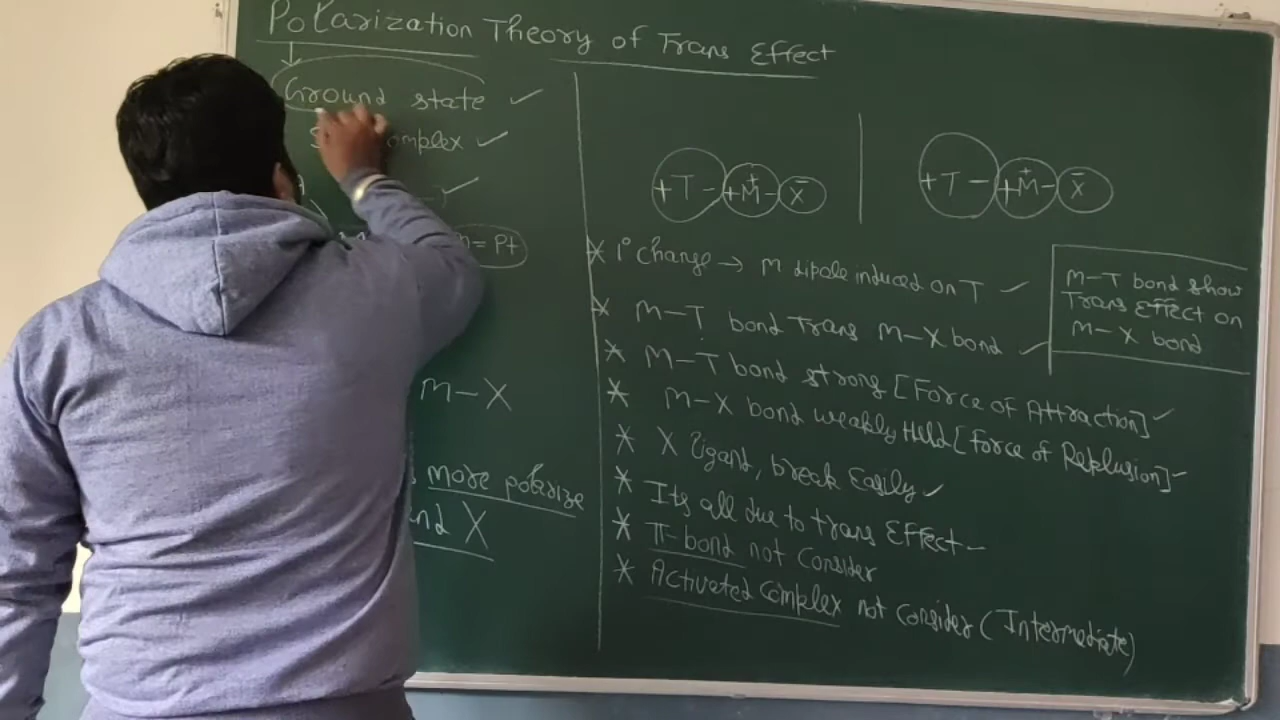 Polarization Theory of Trans Effect
Ground state ✓
omplex ✓
= Pt
M-X
more polarize
nd X
+ T - + M + - X -
+ T - + M + - X -
* 1° Change → M dipole induced on T ✓
* M-T bond Trans M-X bond ✓
* M-T bond strong [Force of Attraction] ✓
* M-X bond weakly Held [Force of Replusion] -
* X ligand, break Easily ✓
* Its all due to trans Effect -
* π-bond not Consider
* Activated Complex not Consider (Intermediate)
M-T bond show
Trans Effect on
M-X bond